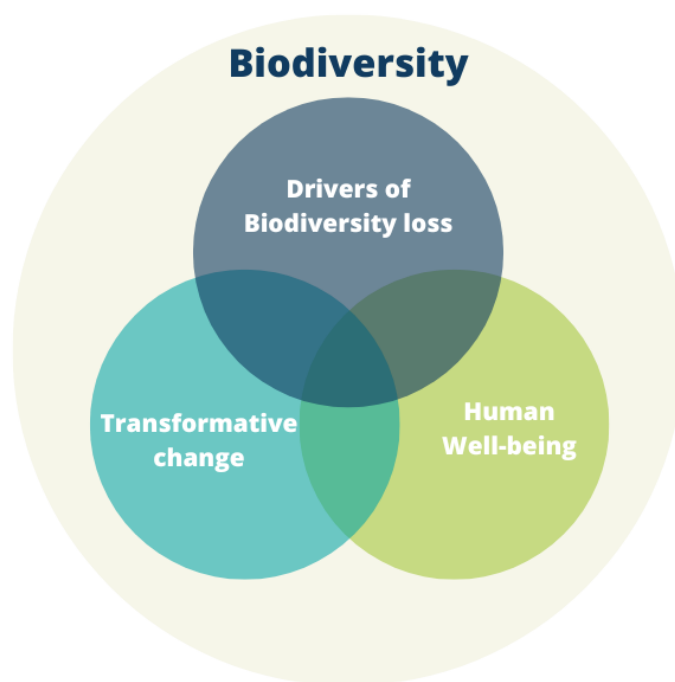 Biodiversity
Drivers of
Biodiversity loss
Transformative
change
Human
Well-being